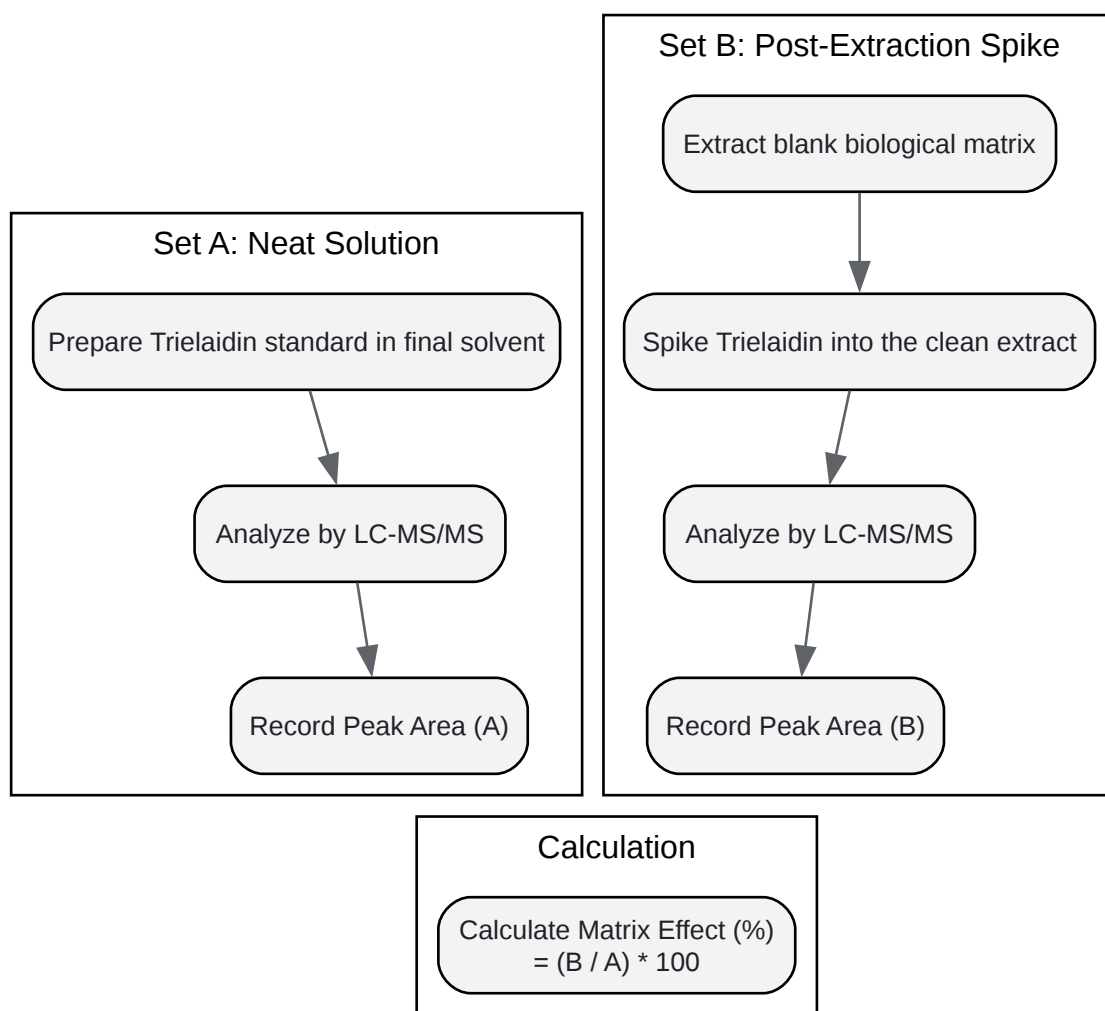 Set A: Neat Solution
Prepare Trielaidin standard in final solvent
Analyze by LC-MS/MS
Record Peak Area (A)
Set B: Post-Extraction Spike
Extract blank biological matrix
Spike Trielaidin into the clean extract
Analyze by LC-MS/MS
Record Peak Area (B)
Calculation
Calculate Matrix Effect (%)
= (B / A) * 100